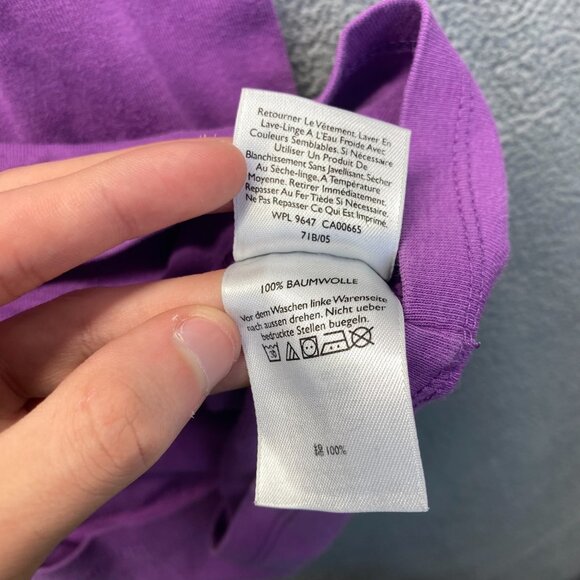 Retourner Le Vêtement. Laver En
Lave-Linge A L'Eau Froide Avec
Couleurs Semblables. Si Nécessaire
Utiliser Un Produit De
Blanchissement Sans Javellisant. Sécher
Au Sèche-linge, A Température
Moyenne. Retirer Immédiatement.
Repasser Au Fer Tiède Si Nécessaire.
Ne Pas Repasser Ce Qui Est Imprimé.
WPL 9647 CA00665
71B/05
100% BAUMWOLLE
Vor dem Waschen linke Warenseite
nach aussen drehen. Nicht ueber
bedruckte Stellen buegeln.
100%